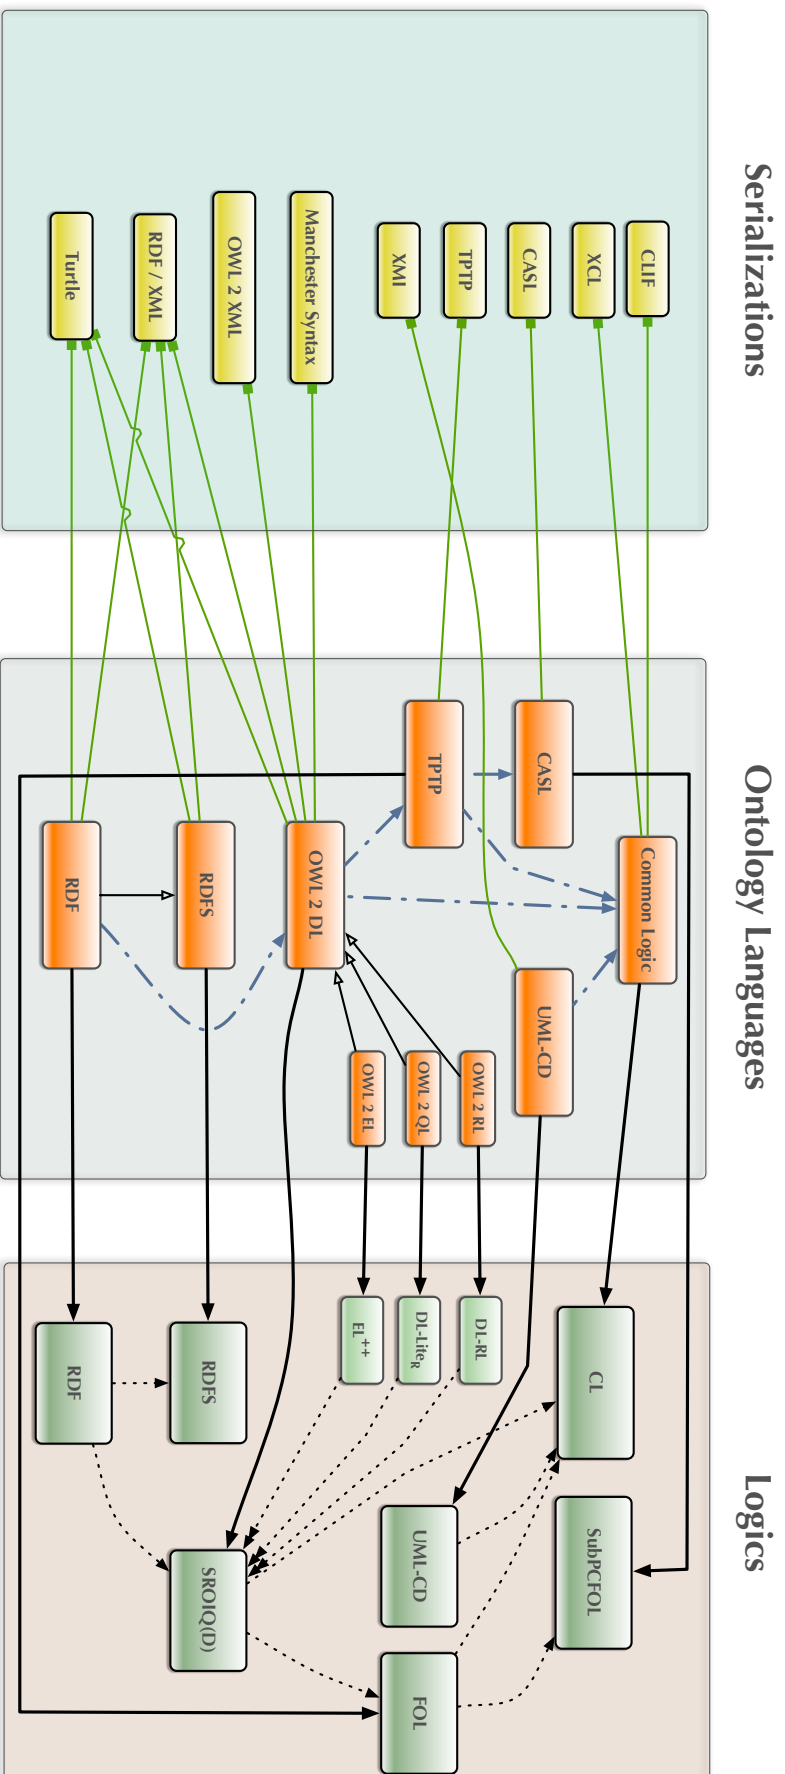 Serializations
CLIF
XCL
CASL
TPTP
XMI
Manchester Syntax
OWL 2 XML
RDF / XML
Turtle
Ontology Languages
Common Logic
CASL
TPTP
UML-CD
OWL 2 DL
RDFS
RDF
OWL 2 RL
OWL 2 QL
OWL 2 EL
Logics
CL
SubPCFOL
DL-RL
DL-LiteR
EL++
UML-CD
FOL
RDFS
RDF
SROIQ(D)